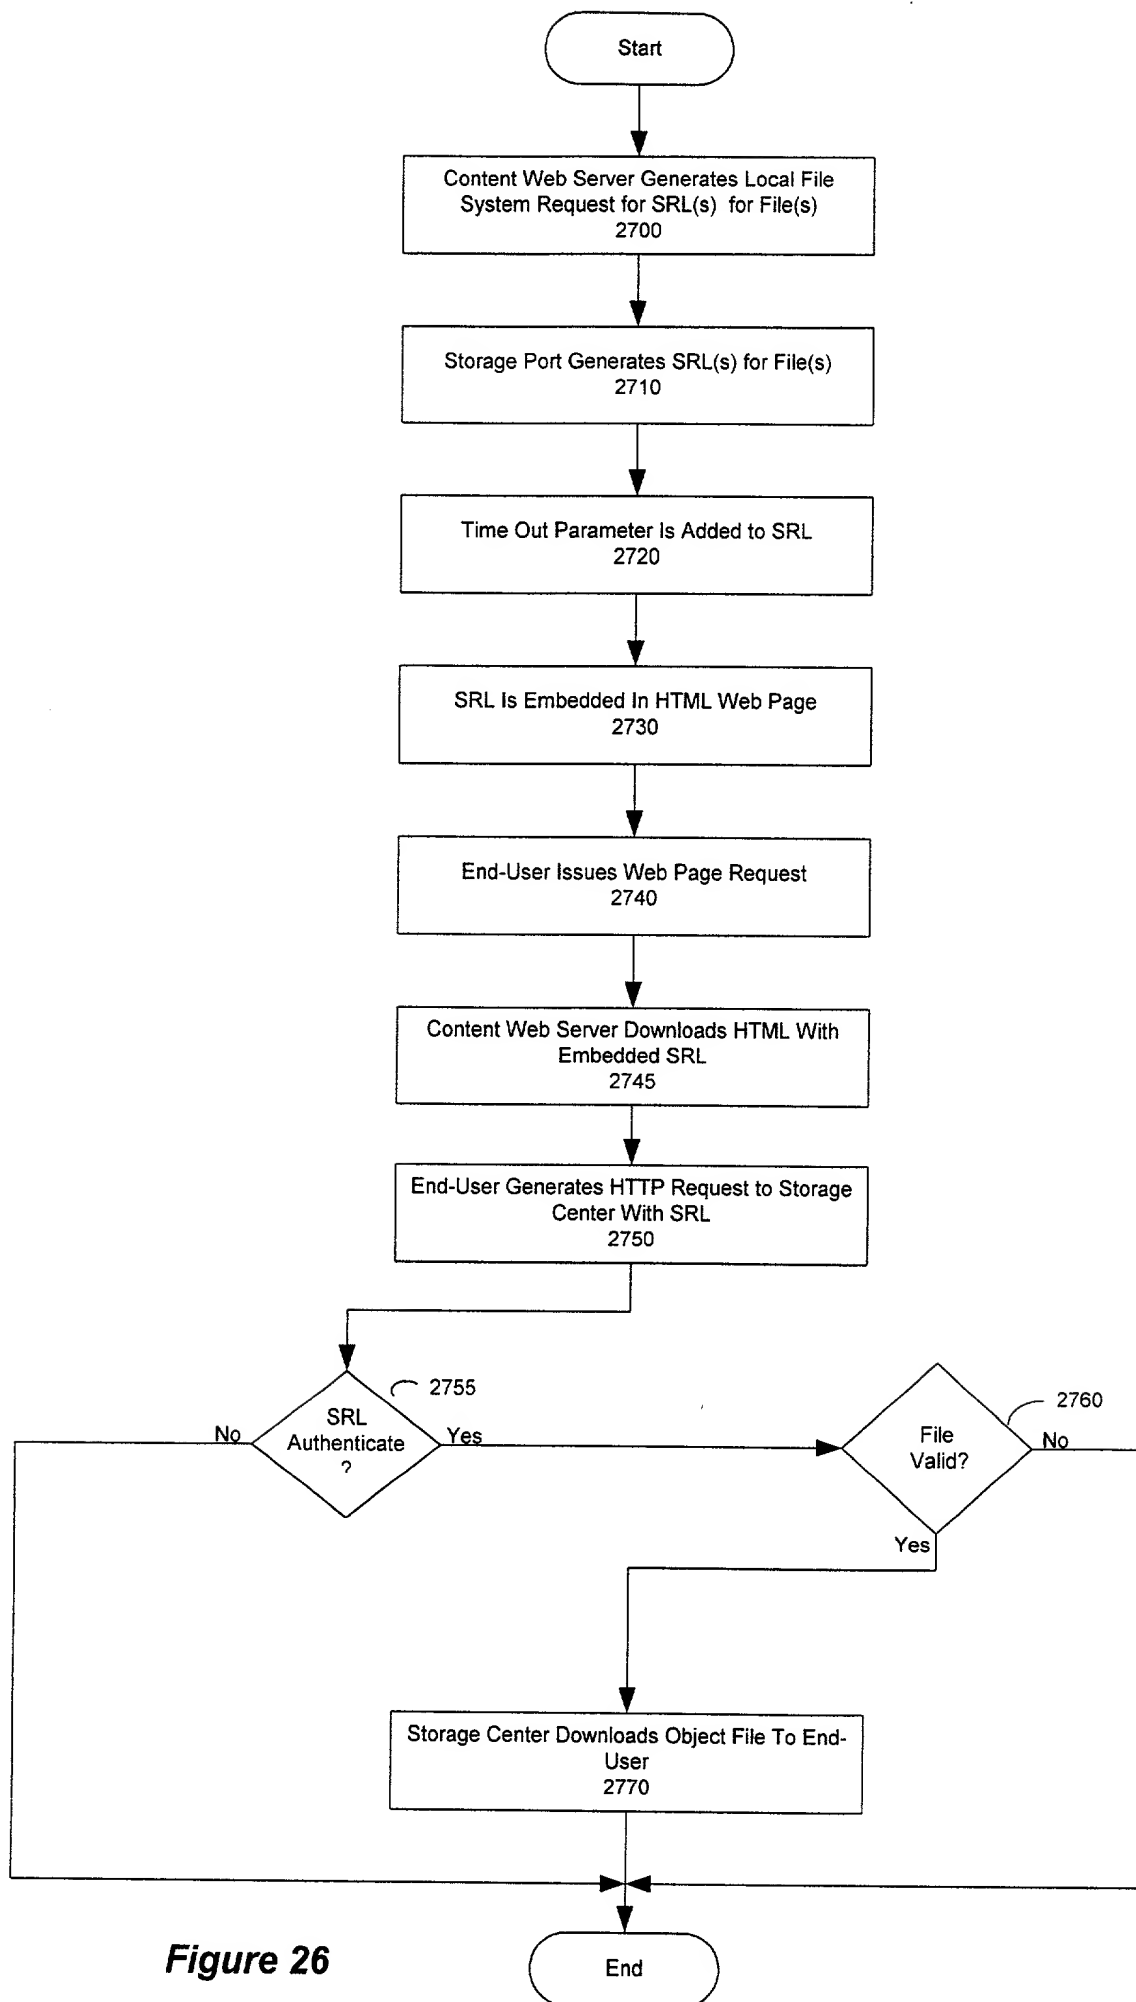 Start
Content Web Server Generates Local File
System Request for SRL(s) for File(s)
2700
Storage Port Generates SRL(s) for File(s)
2710
Time Out Parameter Is Added to SRL
2720
SRL Is Embedded In HTML Web Page
2730
End-User Issues Web Page Request
2740
Content Web Server Downloads HTML With
Embedded SRL
2745
End-User Generates HTTP Request to Storage
Center With SRL
2750
2755
SRL
Authenticate
?
No
Yes
2760
File
Valid?
No
Yes
Storage Center Downloads Object File To End-
User
2770
End
Figure 26